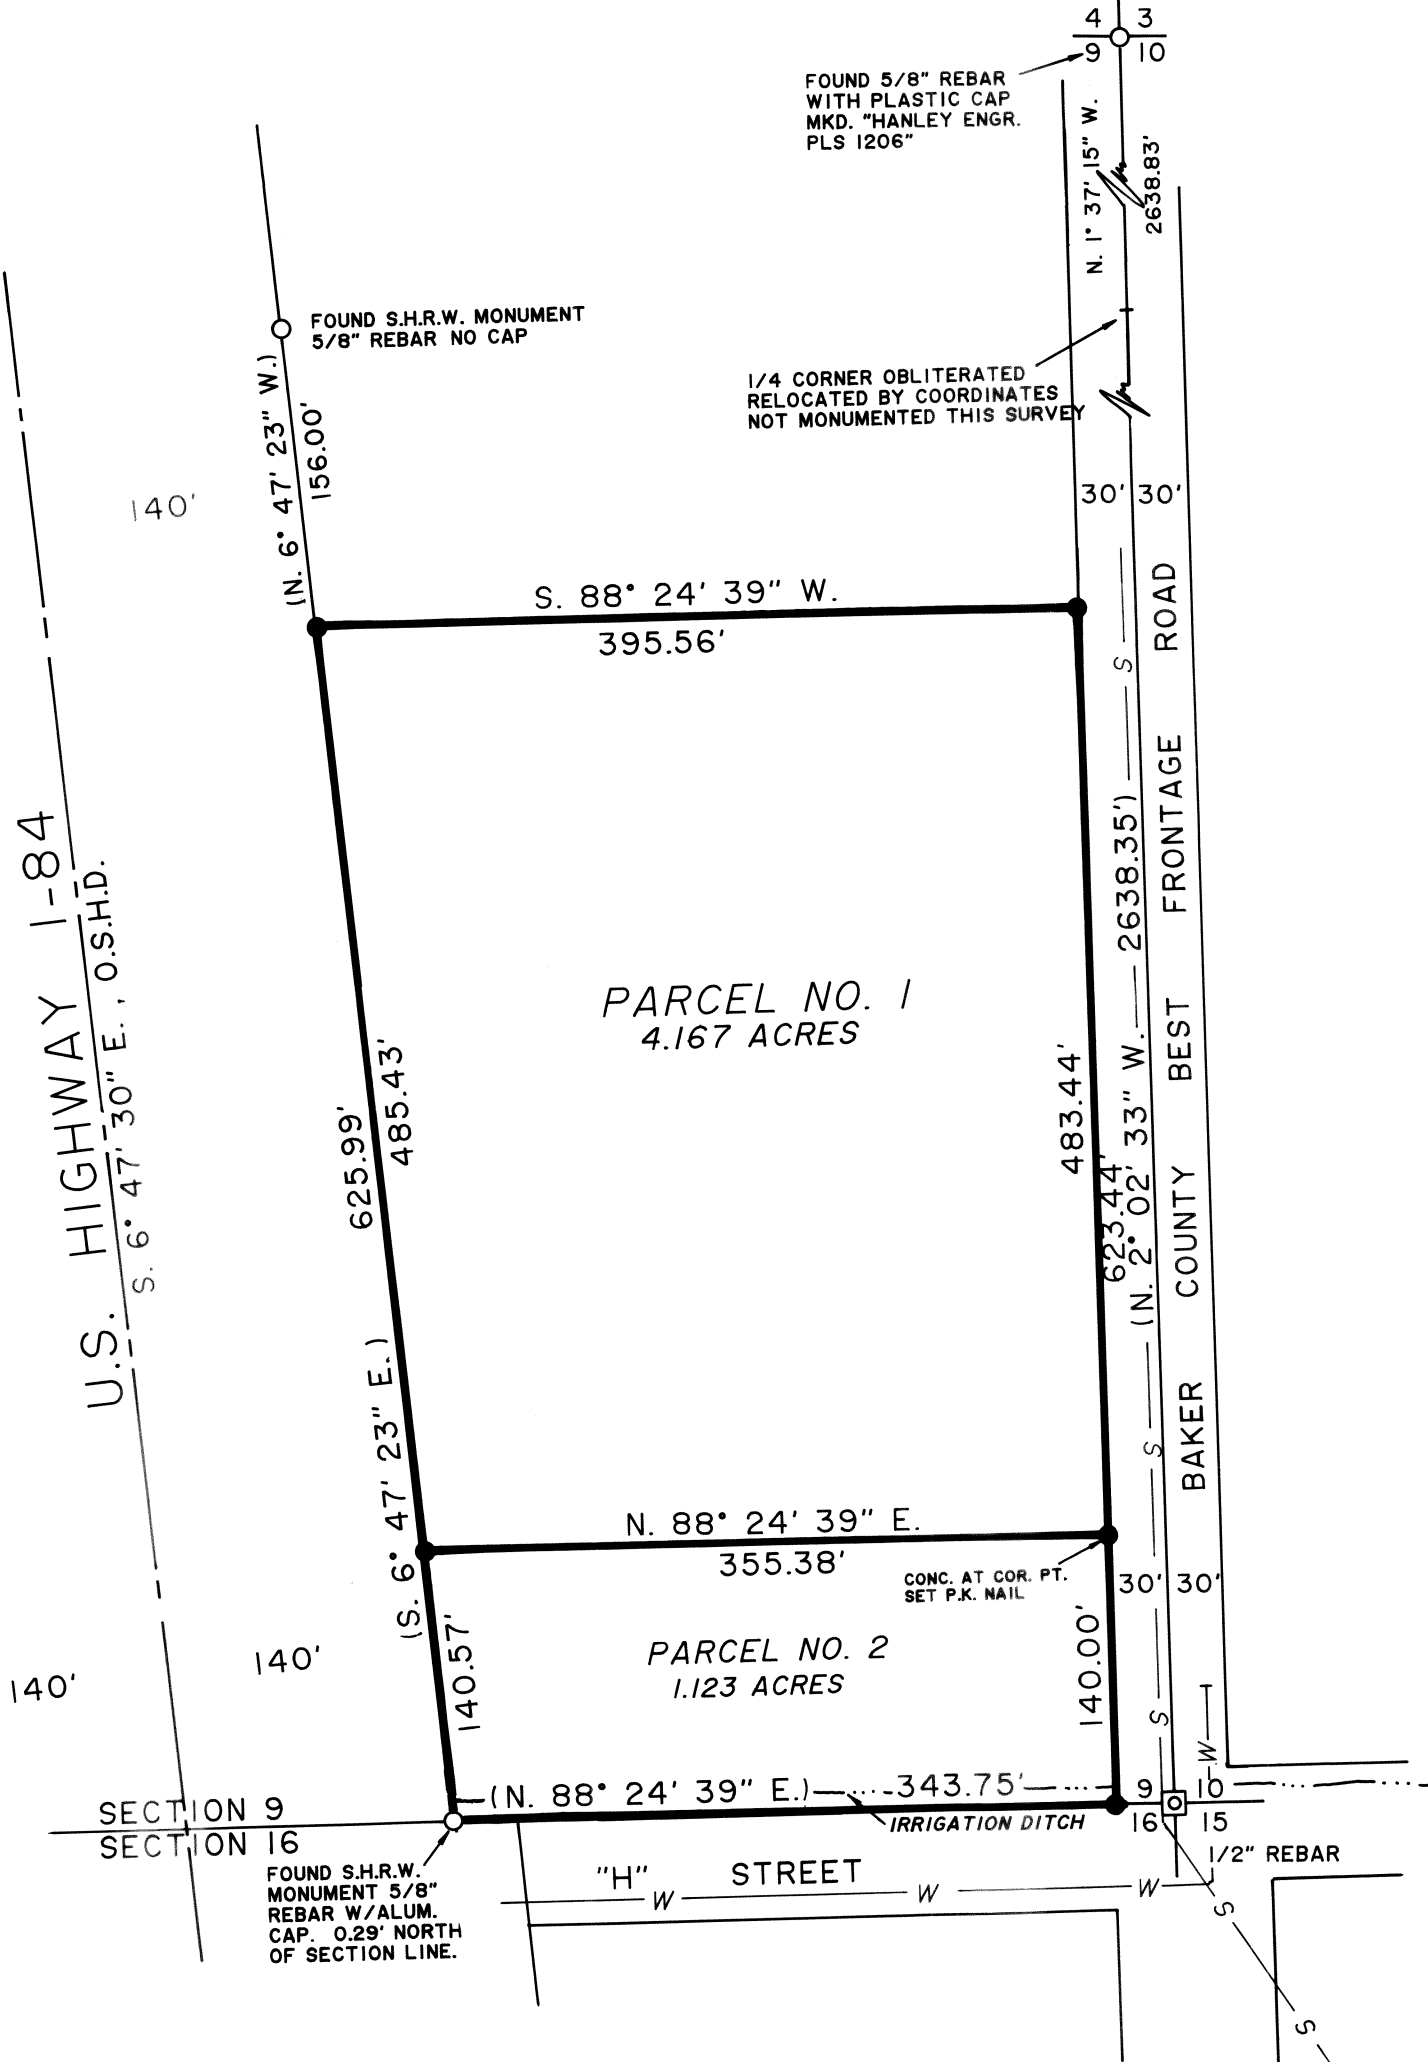 4 3
9 10
FOUND 5/8" REBAR
WITH PLASTIC CAP
MKD. "HANLEY ENGR.
PLS 1206"
N. 1° 37' 15" W.
2638.83'
FOUND S.H.R.W. MONUMENT
5/8" REBAR NO CAP
(N. 6° 47' 23" W.)
156.00'
1/4 CORNER OBLITERATED
RELOCATED BY COORDINATES
NOT MONUMENTED THIS SURVEY
140'
30' 30'
S. 88° 24' 39" W.
395.56'
S
U.S. HIGHWAY I-84
S. 6° 47' 30" E., O.S.H.D.
PARCEL NO. 1
4.167 ACRES
625.99'
485.43'
(S. 6° 47' 23" E.)
483.44'
623.44'
(N. 2° 02' 33" W. 2638.35')
BAKER COUNTY BEST FRONTAGE ROAD
S
N. 88° 24' 39" E.
355.38'
CONC. AT COR. PT.
SET P.K. NAIL
30' 30'
140'
140'
140.57'
PARCEL NO. 2
1.123 ACRES
140.00'
S
W
(N. 88° 24' 39" E.) 343.75'
9 10
16 15
SECTION 9
SECTION 16
IRRIGATION DITCH
1/2" REBAR
FOUND S.H.R.W.
MONUMENT 5/8"
REBAR W/ALUM.
CAP. 0.29' NORTH
OF SECTION LINE.
"H" STREET
W W W
S
S